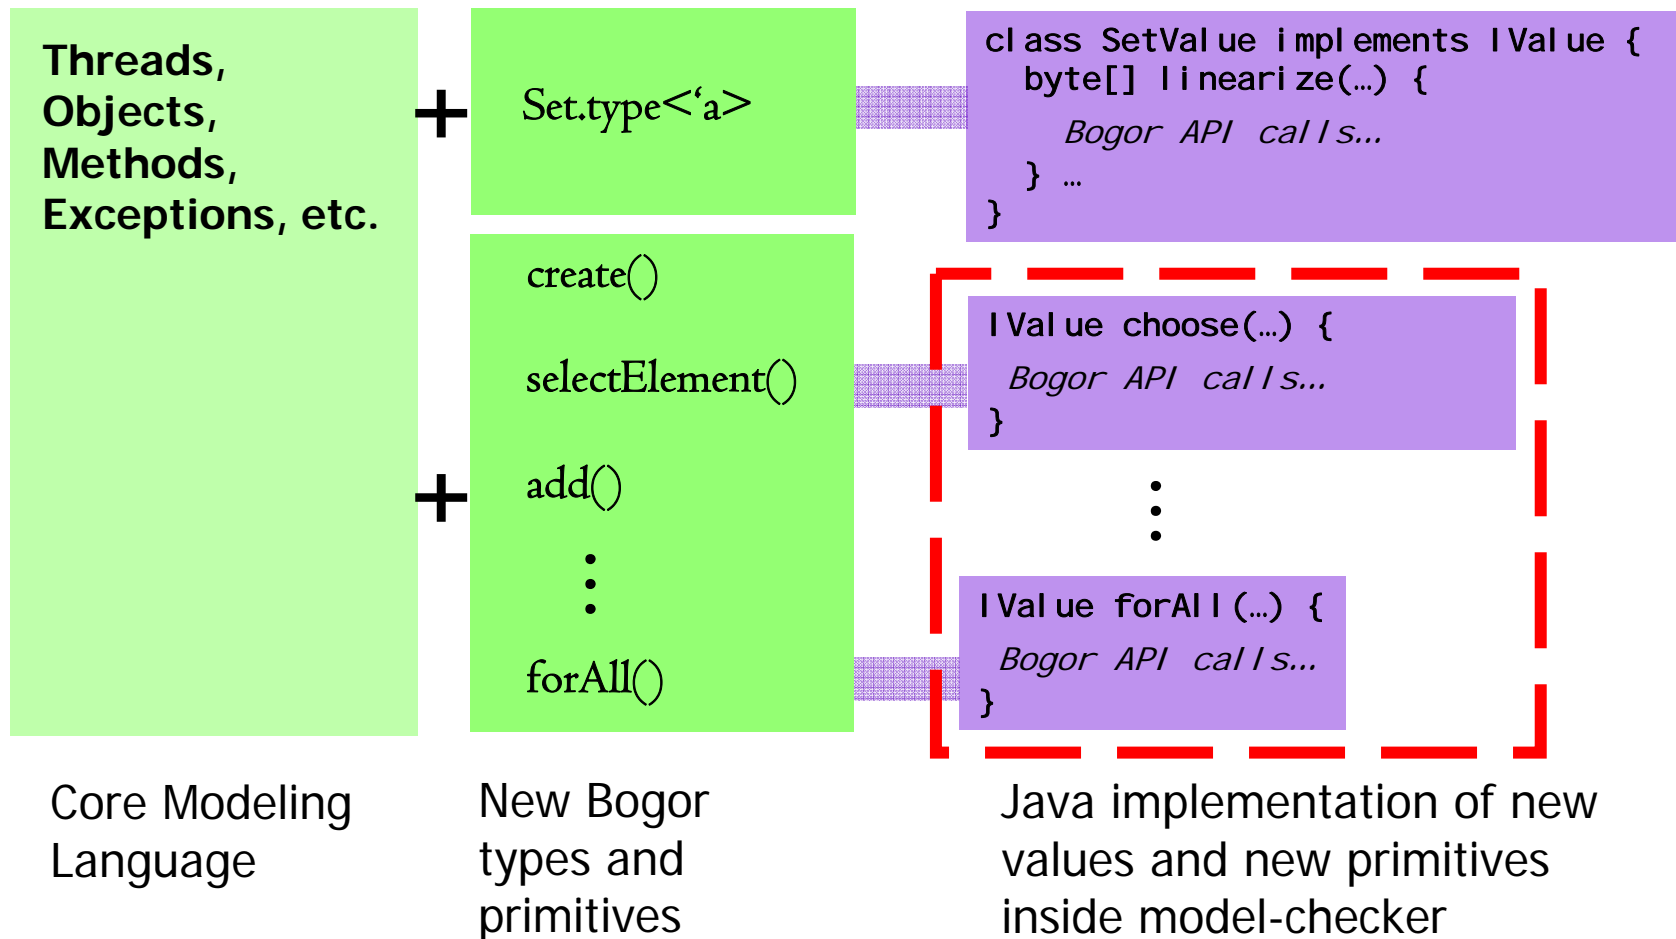 Threads,
Objects,
Methods,
Exceptions, etc.
+
Set.type<‘a>
class SetValue implements IValue {
byte[] linearize(…) {
Bogor API calls…
} …
}
+
create()
selectElement()
add()
⋮
forAll()
IValue choose(…) {
Bogor API calls…
}
⋮
IValue forAll(…) {
Bogor API calls…
}
Core Modeling
Language
New Bogor
types and
primitives
Java implementation of new
values and new primitives
inside model-checker